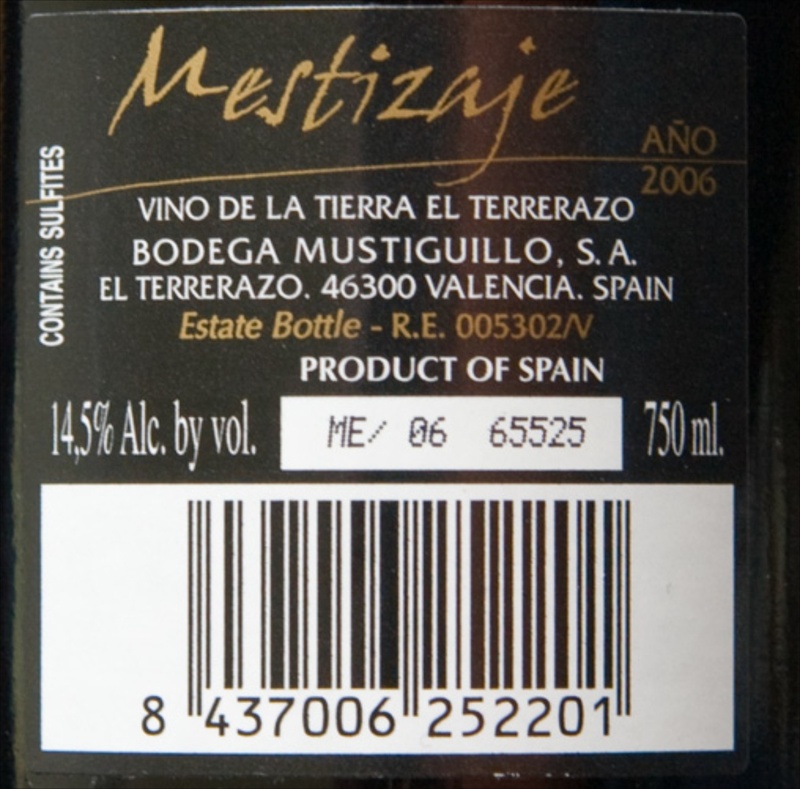 Mestizaje
AÑO
2006
CONTAINS SULFITES
VINO DE LA TIERRA EL TERRERAZO
BODEGA MUSTIGUILLO, S. A.
EL TERRERAZO. 46300 VALENCIA. SPAIN
Estate Bottle - R.E. 005302/V
PRODUCT OF SPAIN
14,5% Alc. by vol. ME/ 06 65525 750 ml.
8 437006 252201